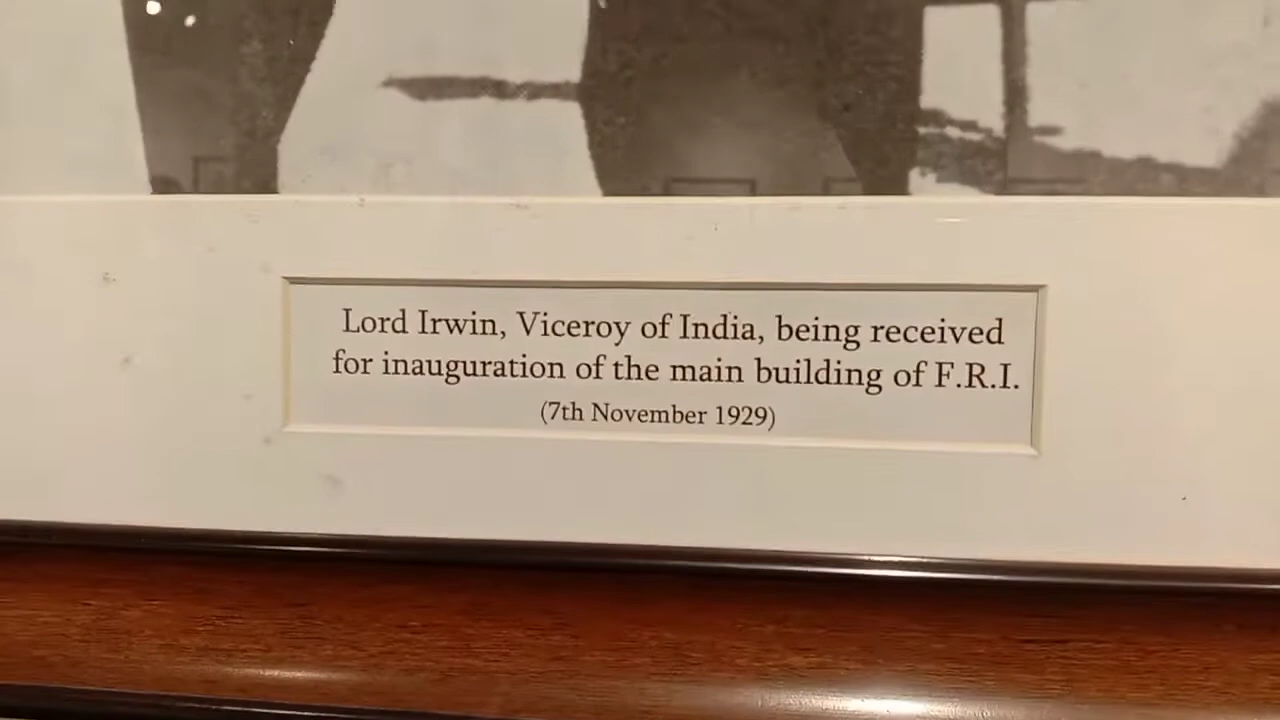 Lord Irwin, Viceroy of India, being received
for inauguration of the main building of F.R.I.
(7th November 1929)